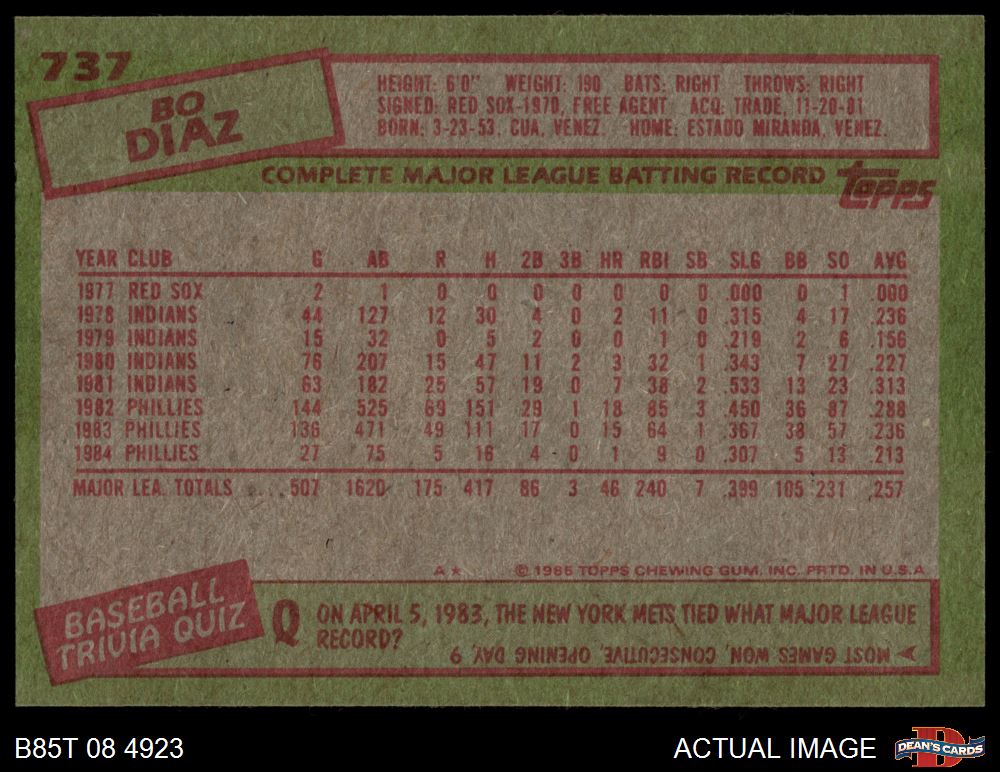 737
BO
DIAZ
HEIGHT: 6'0" WEIGHT: 190 BATS: RIGHT THROWS: RIGHT
SIGNED: RED SOX-1970, FREE AGENT ACQ. TRADE, 11-20-81
BORN: 3-23-53, CUA, VENEZ. HOME: ESTADO MIRANDA, VENEZ.
COMPLETE MAJOR LEAGUE BATTING RECORD
topps
YEAR CLUB G AB R H 2B 3B HR RBI SB SLG BB SO AVG
1977 RED SOX 2 1 0 0 0 0 0 0 0 .000 0 1 .000
1978 INDIANS 44 127 12 30 4 0 2 11 0 .315 4 17 .236
1979 INDIANS 15 32 0 5 2 0 0 1 0 .219 2 6 .156
1980 INDIANS 76 207 15 47 11 2 3 32 1 .343 7 27 .227
1981 INDIANS 63 182 25 57 19 0 7 38 2 .533 13 23 .313
1982 PHILLIES 144 525 69 151 29 1 18 85 3 .450 36 87 .288
1983 PHILLIES 136 471 49 111 17 0 15 64 1 .367 38 57 .236
1984 PHILLIES 27 75 5 16 4 0 1 9 0 .307 5 13 .213
MAJOR LEA. TOTALS .... 507 1620 175 417 86 3 46 240 7 .399 105 231 .257
A★ © 1985 TOPPS CHEWING GUM, INC. PRTD. IN U.S.A.
BASEBALL
TRIVIA QUIZ
Q ON APRIL 5, 1983, THE NEW YORK METS TIED WHAT MAJOR LEAGUE
RECORD?
A MOST GAMES WON, CONSECUTIVE, OPENING DAY, 9
B85T 08 4923
ACTUAL IMAGE
D
DEAN'S CARDS